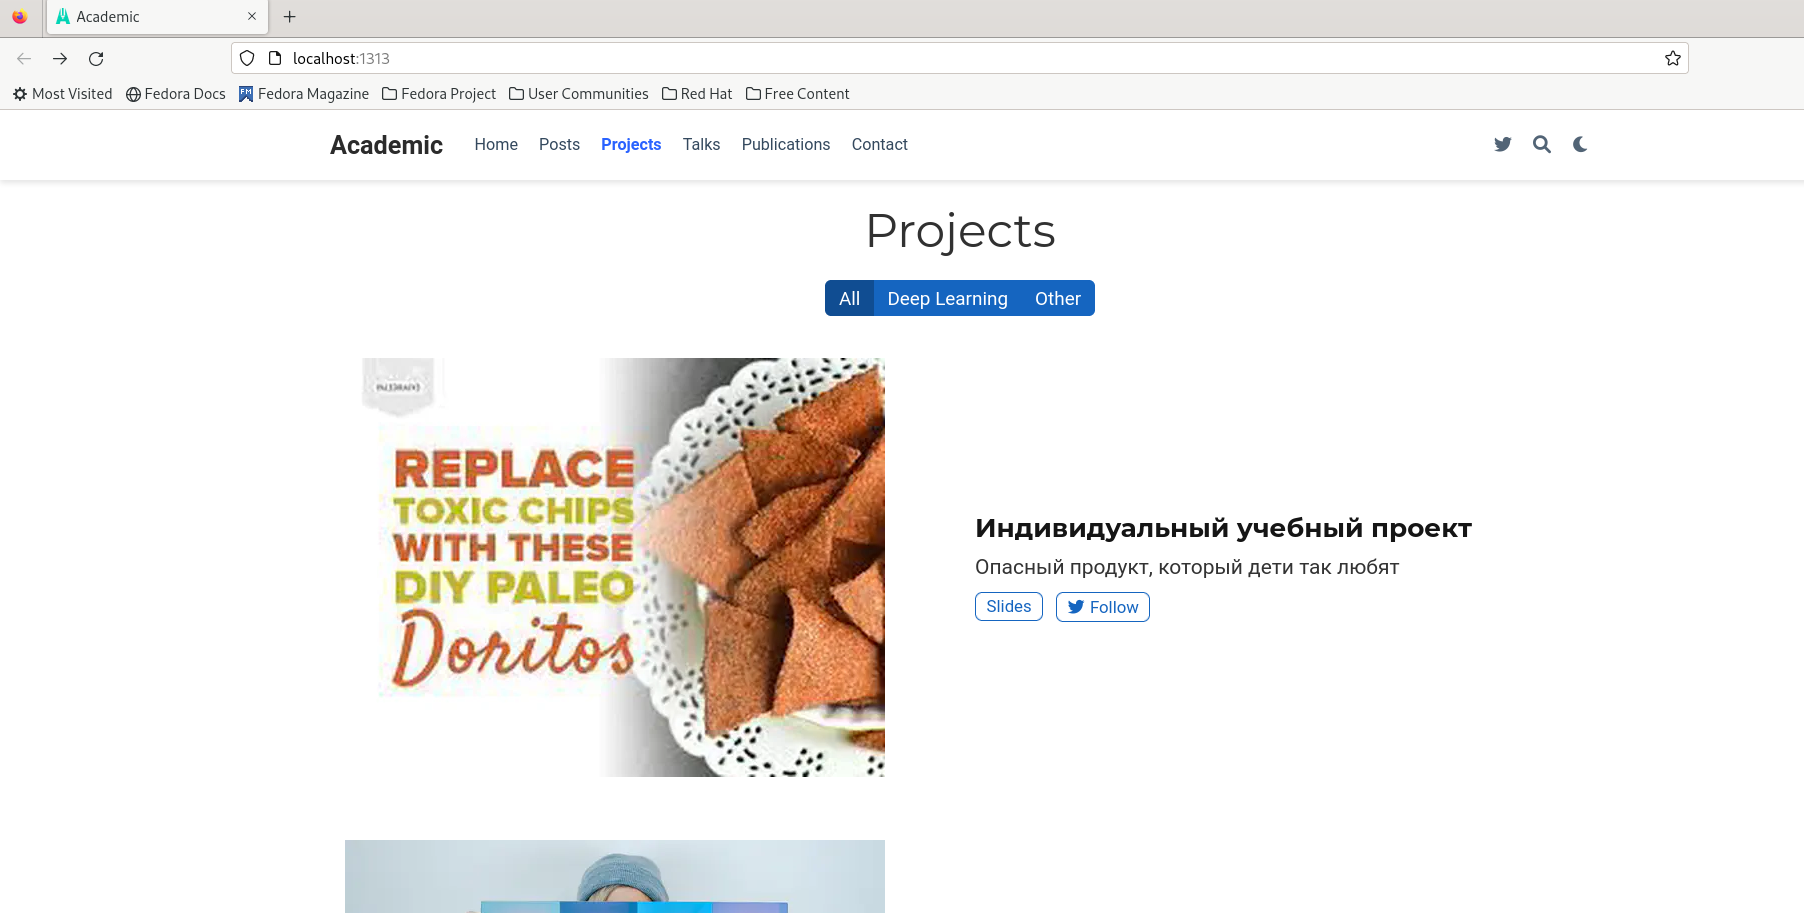 Academic
localhost:1313
Most Visited Fedora Docs Fedora Magazine Fedora Project User Communities Red Hat Free Content
Academic Home Posts Projects Talks Publications Contact
Projects
All Deep Learning Other
REPLACE
TOXIC CHIPS
WITH THESE
DIY PALEO
Doritos
Индивидуальный учебный проект
Опасный продукт, который дети так любят
Slides Follow